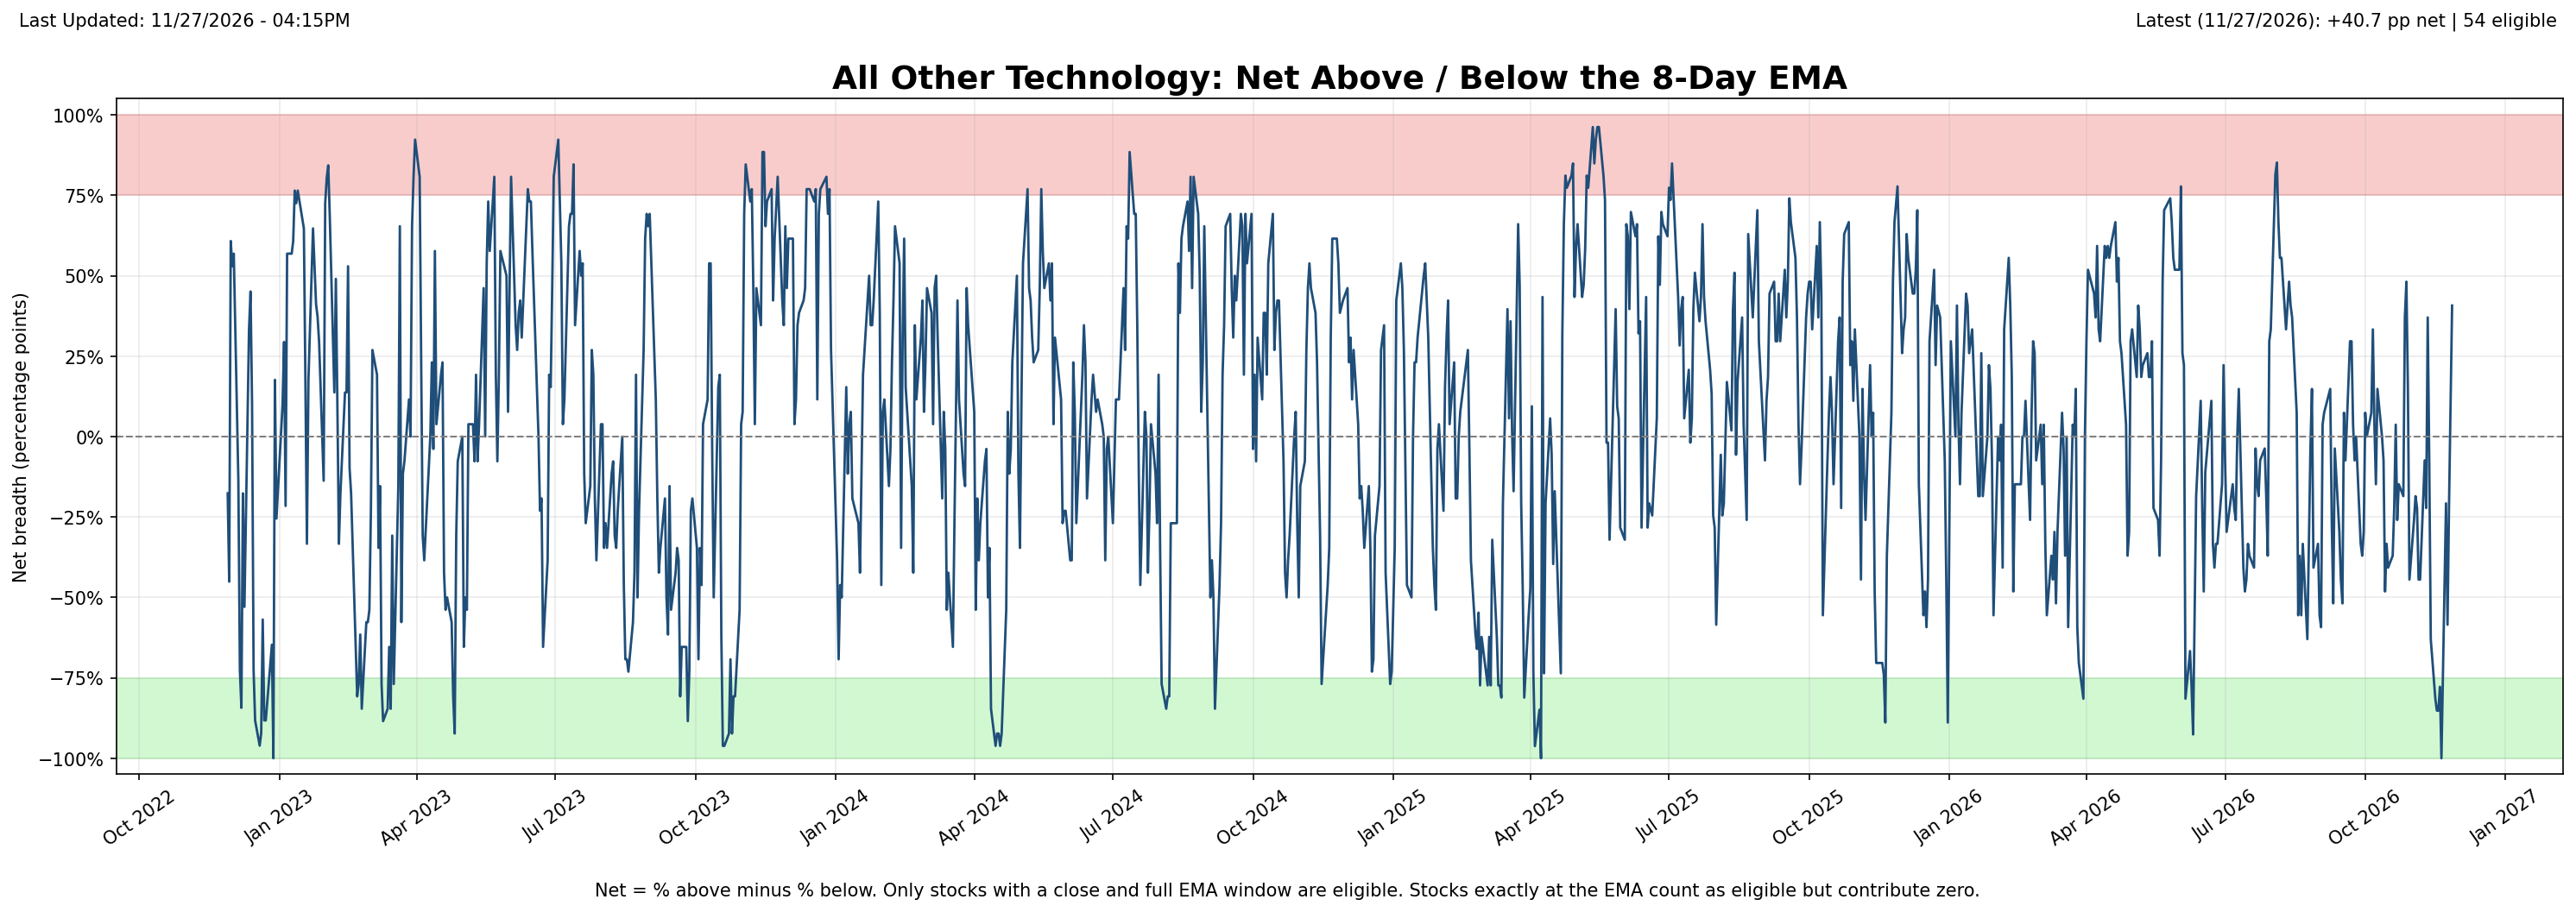 Last Updated: 11/27/2026 - 04:15PM
Latest (11/27/2026): +40.7 pp net | 54 eligible
All Other Technology: Net Above / Below the 8-Day EMA
Net breadth (percentage points)
100%
75%
50%
25%
0%
−25%
−50%
−75%
−100%
Oct 2022
Jan 2023
Apr 2023
Jul 2023
Oct 2023
Jan 2024
Apr 2024
Jul 2024
Oct 2024
Jan 2025
Apr 2025
Jul 2025
Oct 2025
Jan 2026
Apr 2026
Jul 2026
Oct 2026
Jan 2027
Net = % above minus % below. Only stocks with a close and full EMA window are eligible. Stocks exactly at the EMA count as eligible but contribute zero.